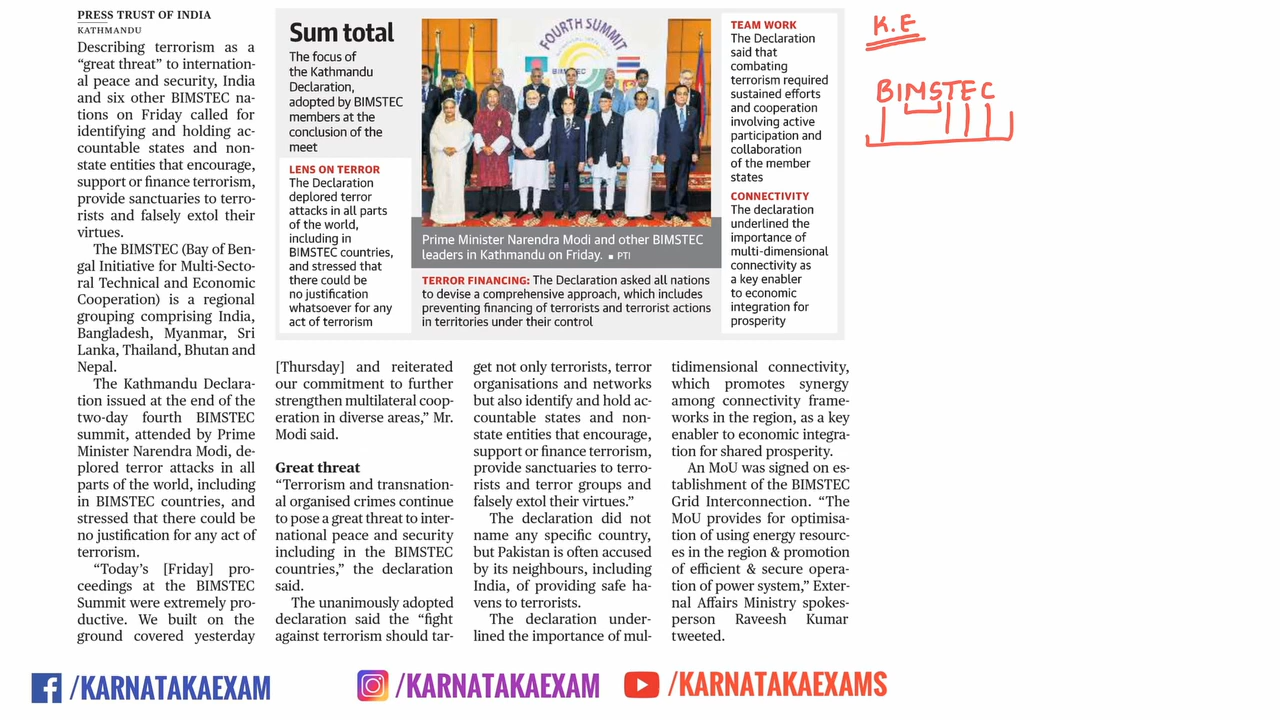 PRESS TRUST OF INDIA
KATHMANDU
Describing terrorism as a
“great threat” to internation-
al peace and security, India
and six other BIMSTEC na-
tions on Friday called for
identifying and holding ac-
countable states and non-
state entities that encourage,
support or finance terrorism,
provide sanctuaries to terro-
rists and falsely extol their
virtues.
The BIMSTEC (Bay of Ben-
gal Initiative for Multi-Secto-
ral Technical and Economic
Cooperation) is a regional
grouping comprising India,
Bangladesh, Myanmar, Sri
Lanka, Thailand, Bhutan and
Nepal.
The Kathmandu Declara-
tion issued at the end of the
two-day fourth BIMSTEC
summit, attended by Prime
Minister Narendra Modi, de-
plored terror attacks in all
parts of the world, including
in BIMSTEC countries, and
stressed that there could be
no justification for any act of
terrorism.
“Today’s [Friday] pro-
ceedings at the BIMSTEC
Summit were extremely pro-
ductive. We built on the
ground covered yesterday
Sum total
The focus of
the Kathmandu
Declaration,
adopted by BIMSTEC
members at the
conclusion of the
meet
LENS ON TERROR
The Declaration
deplored terror
attacks in all parts
of the world,
including in
BIMSTEC countries,
and stressed that
there could be
no justification
whatsoever for any
act of terrorism
FOURTH SUMMIT
BIMSTEC
Prime Minister Narendra Modi and other BIMSTEC
leaders in Kathmandu on Friday. ■ PTI
TERROR FINANCING: The Declaration asked all nations
to devise a comprehensive approach, which includes
preventing financing of terrorists and terrorist actions
in territories under their control
TEAM WORK
The Declaration
said that
combating
terrorism required
sustained efforts
and cooperation
involving active
participation and
collaboration
of the member
states
CONNECTIVITY
The declaration
underlined the
importance of
multi-dimensional
connectivity as
a key enabler
to economic
integration for
prosperity
[Thursday] and reiterated
our commitment to further
strengthen multilateral coop-
eration in diverse areas,” Mr.
Modi said.
Great threat
“Terrorism and transnation-
al organised crimes continue
to pose a great threat to inter-
national peace and security
including in the BIMSTEC
countries,” the declaration
said.
The unanimously adopted
declaration said the “fight
against terrorism should tar-
get not only terrorists, terror
organisations and networks
but also identify and hold ac-
countable states and non-
state entities that encourage,
support or finance terrorism,
provide sanctuaries to terro-
rists and terror groups and
falsely extol their virtues.”
The declaration did not
name any specific country,
but Pakistan is often accused
by its neighbours, including
India, of providing safe ha-
vens to terrorists.
The declaration under-
lined the importance of mul-
tidimensional connectivity,
which promotes synergy
among connectivity frame-
works in the region, as a key
enabler to economic integra-
tion for shared prosperity.
An MoU was signed on es-
tablishment of the BIMSTEC
Grid Interconnection. “The
MoU provides for optimisa-
tion of using energy resourc-
es in the region & promotion
of efficient & secure opera-
tion of power system,” Exter-
nal Affairs Ministry spokes-
person Raveesh Kumar
tweeted.
K.E
BIMSTEC
/KARNATAKAEXAM
/KARNATAKAEXAM
/KARNATAKAEXAMS